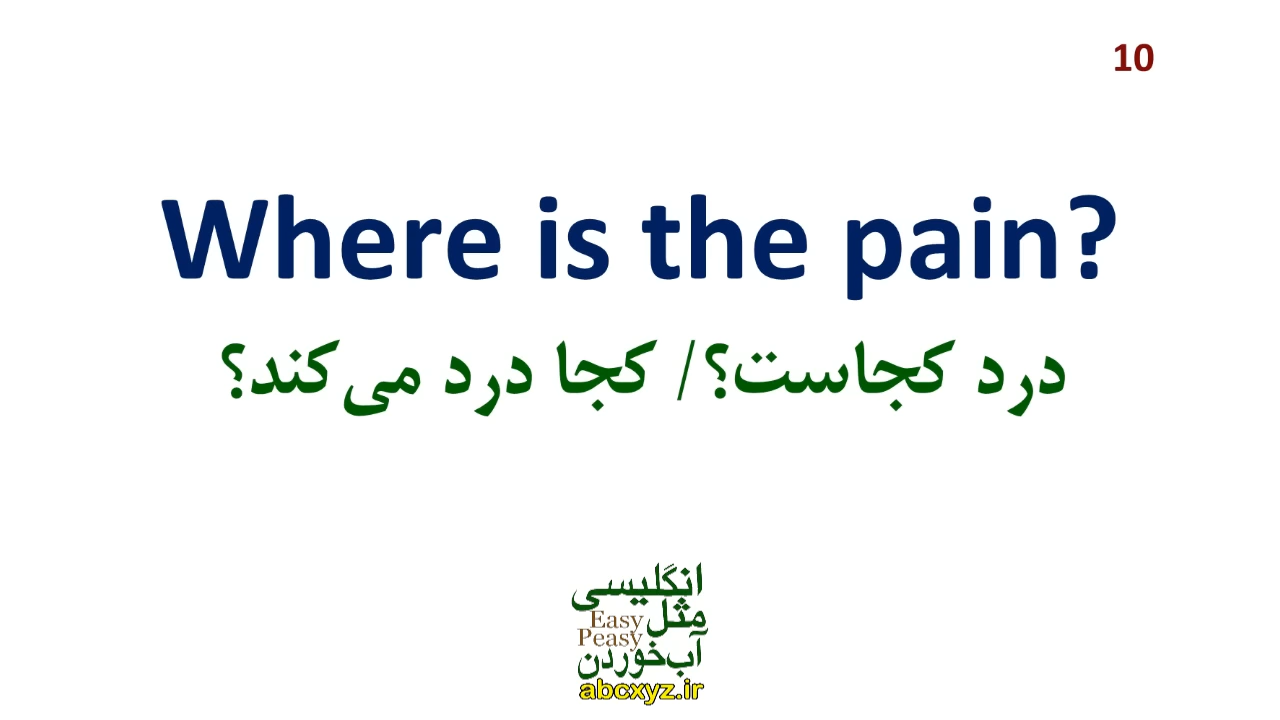 10
Where is the pain?
درد کجاست؟/ کجا درد می‌کند؟
انگلیسی
مثل
Easy
Peasy
آب‌خوردن
abcxyz.ir